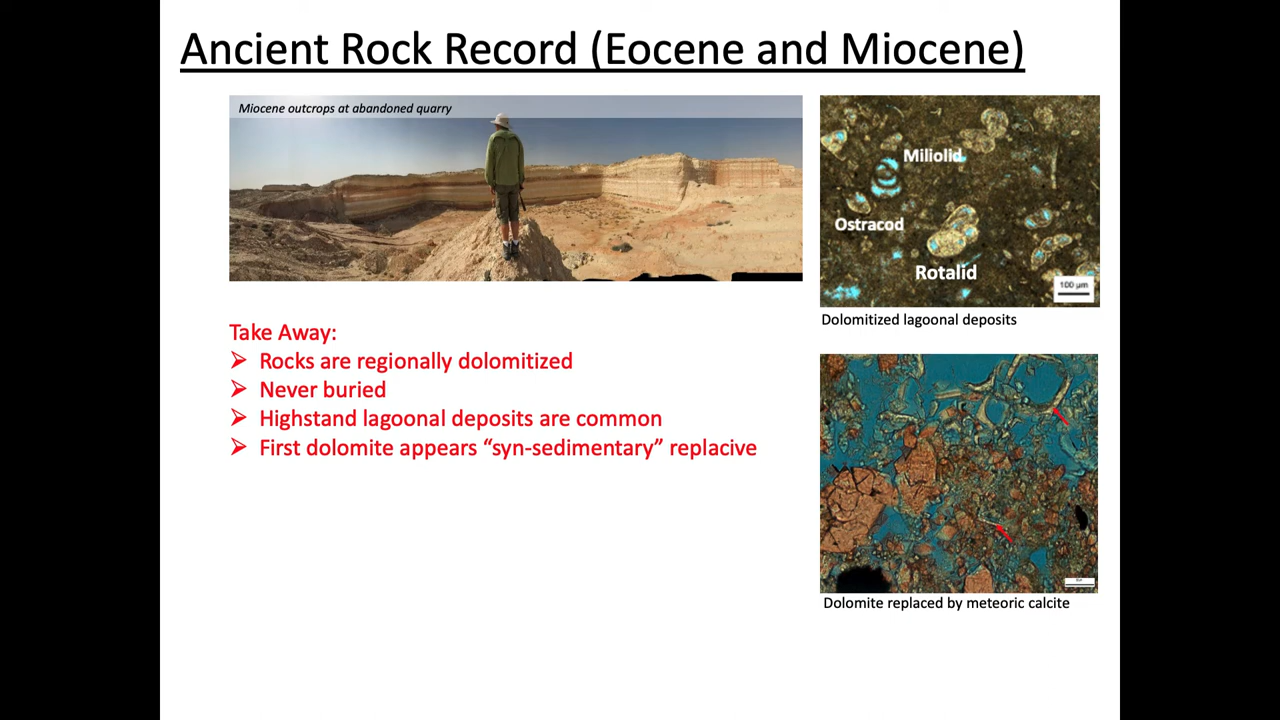 Ancient Rock Record (Eocene and Miocene)
Miocene outcrops at abandoned quarry
Miliolid
Ostracod
Rotalid
100 µm
Dolomitized lagoonal deposits
Take Away:
➢ Rocks are regionally dolomitized
➢ Never buried
➢ Highstand lagoonal deposits are common
➢ First dolomite appears “syn-sedimentary” replacive
Dolomite replaced by meteoric calcite